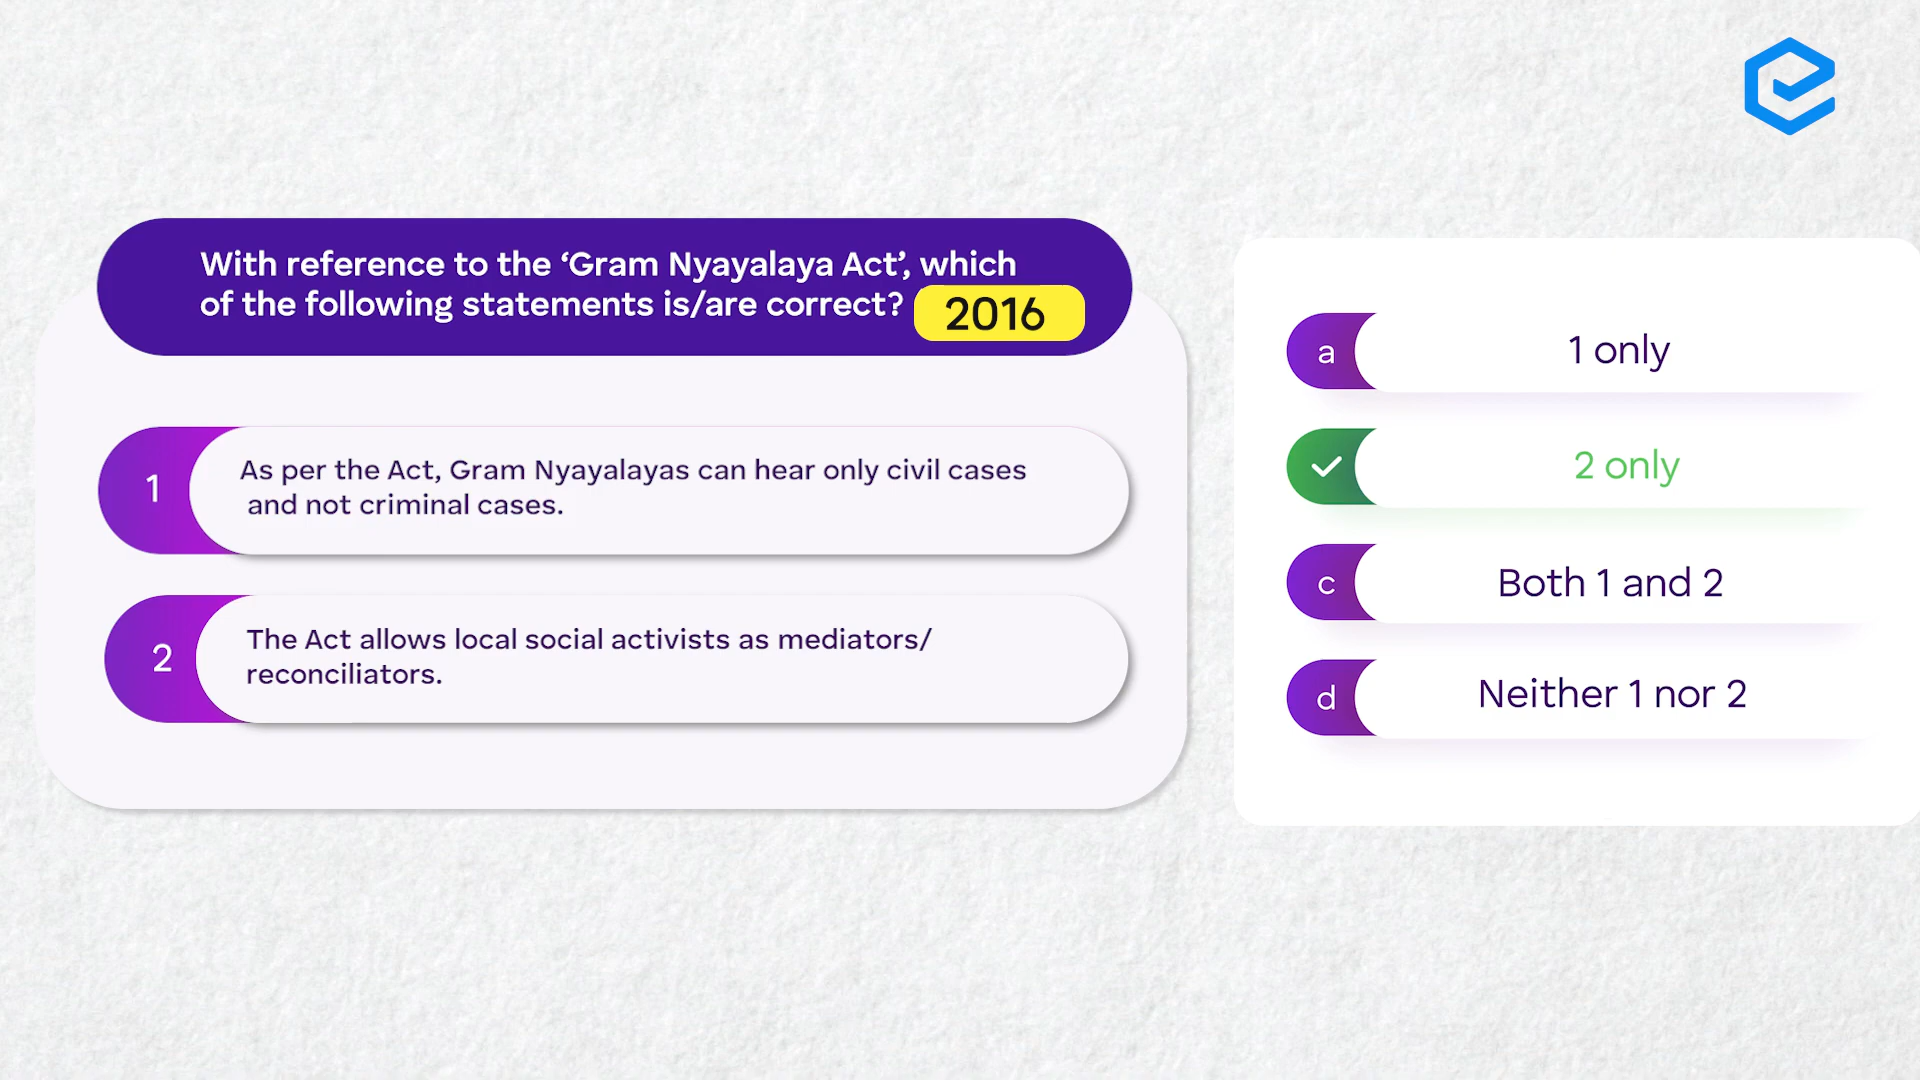 With reference to the ‘Gram Nyayalaya Act’, which
of the following statements is/are correct? 2016
1
As per the Act, Gram Nyayalayas can hear only civil cases
and not criminal cases.
2
The Act allows local social activists as mediators/
reconciliators.
a 1 only
2 only
c Both 1 and 2
d Neither 1 nor 2